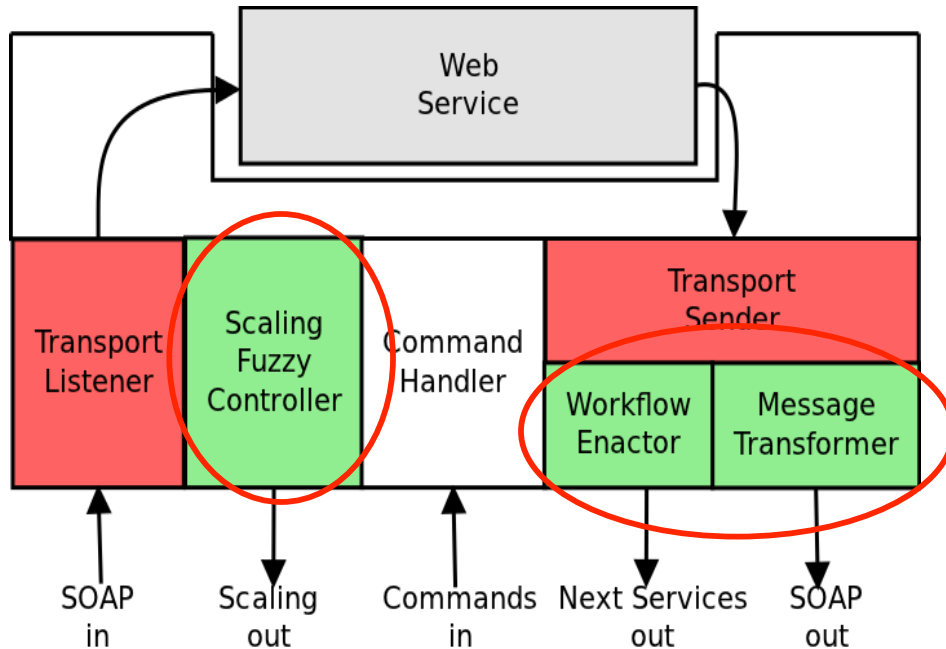 Web
Service
Transport
Listener
Scaling
Fuzzy
Controller
Command
Handler
Transport
Sender
Workflow
Enactor
Message
Transformer
SOAP
in
Scaling
out
Commands
in
Next Services
out
SOAP
out